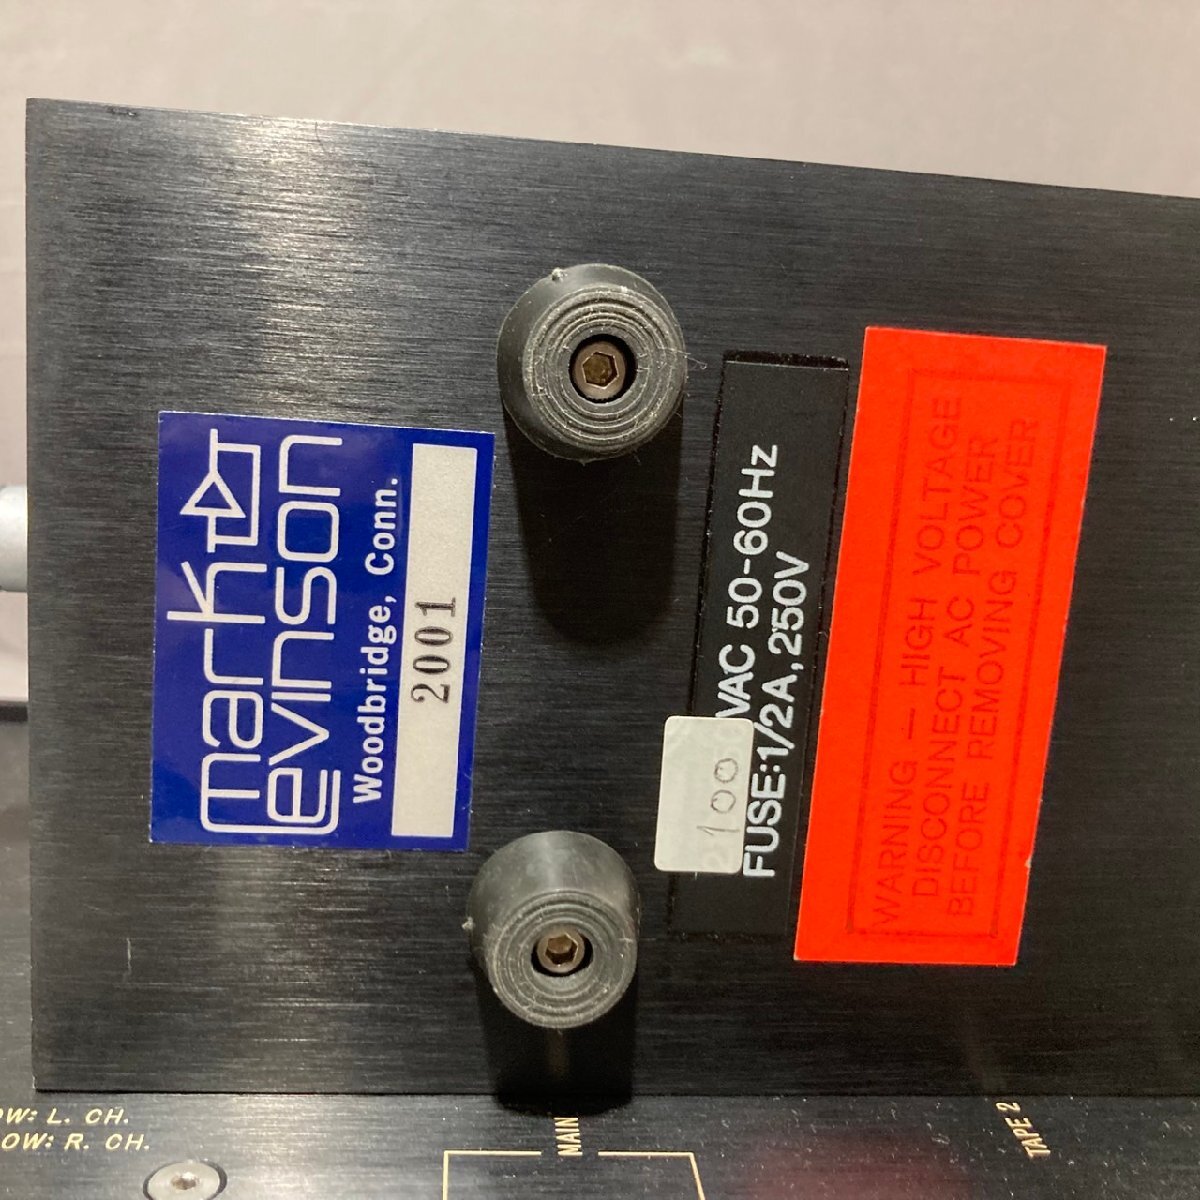 mark
levinson
Woodbridge, Conn.
2001
100
VAC 50-60Hz
FUSE:1/2A, 250V
WARNING — HIGH VOLTAGE
DISCONNECT AC POWER
BEFORE REMOVING COVER
OW: L. CH.
LOW: R. CH.
MAIN
TAPE 2